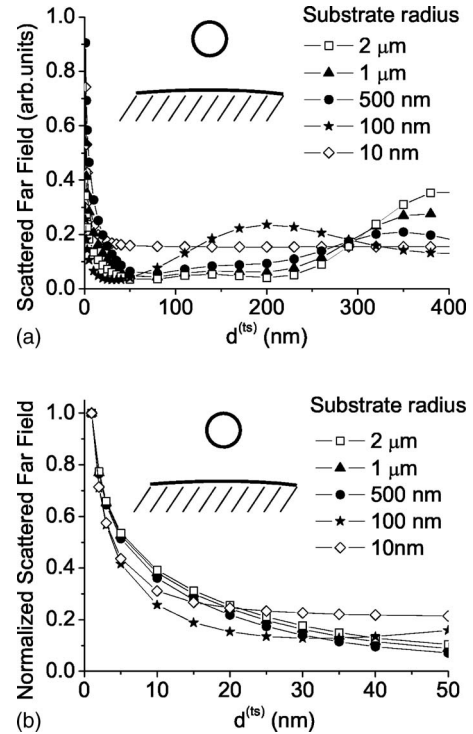 Substrate radius
2 μm
1 μm
500 nm
100 nm
10 nm
Scattered Far Field (arb.units)
1.0
0.8
0.6
0.4
0.2
0.0
0 100 200 300 400
(a) d(ts) (nm)
Substrate radius
2 μm
1 μm
500 nm
100 nm
10nm
Normalized Scattered Far Field
1.0
0.8
0.6
0.4
0.2
0.0
0 10 20 30 40 50
(b) d(ts) (nm)